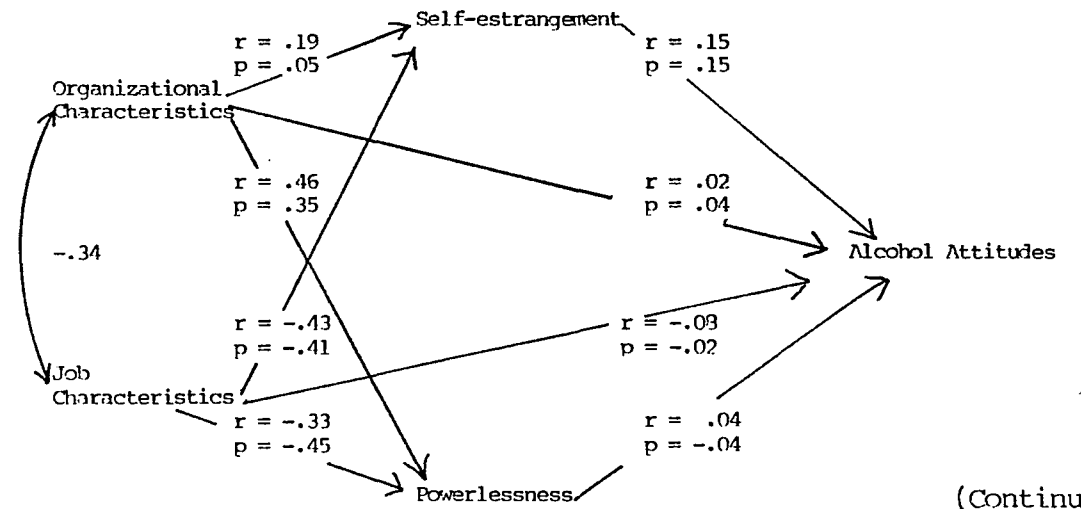 Self-estrangement
r = .19
p = .05
r = .15
p = .15
Organizational
Characteristics
r = .46
p = .35
r = .02
p = .04
-.34
Alcohol Attitudes
r = -.43
p = -.41
r = -.08
p = -.02
Job
Characteristics
r = -.33
p = -.45
r = .04
p = -.04
Powerlessness
(Continu